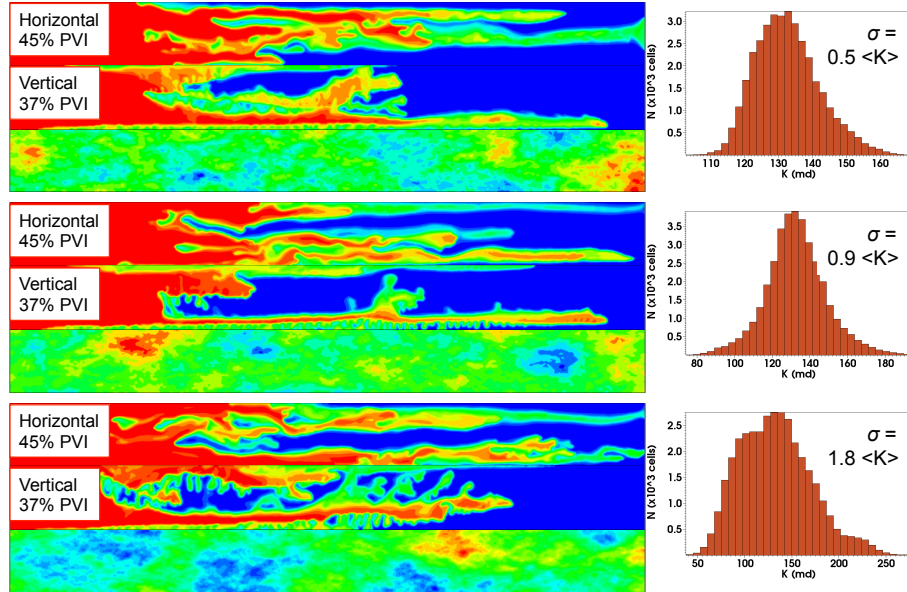 Horizontal
45% PVI
Vertical
37% PVI
σ =
0.5 <K>
N (x10^3 cells)
3.0
2.5
2.0
1.5
1.0
0.5
110 120 130 140 150 160
K (md)
Horizontal
45% PVI
Vertical
37% PVI
σ =
0.9 <K>
N (x10^3 cells)
3.5
3.0
2.5
2.0
1.5
1.0
0.5
80 100 120 140 160 180
K (md)
Horizontal
45% PVI
Vertical
37% PVI
σ =
1.8 <K>
N (x10^3 cells)
2.5
2.0
1.5
1.0
0.5
50 100 150 200 250
K (md)